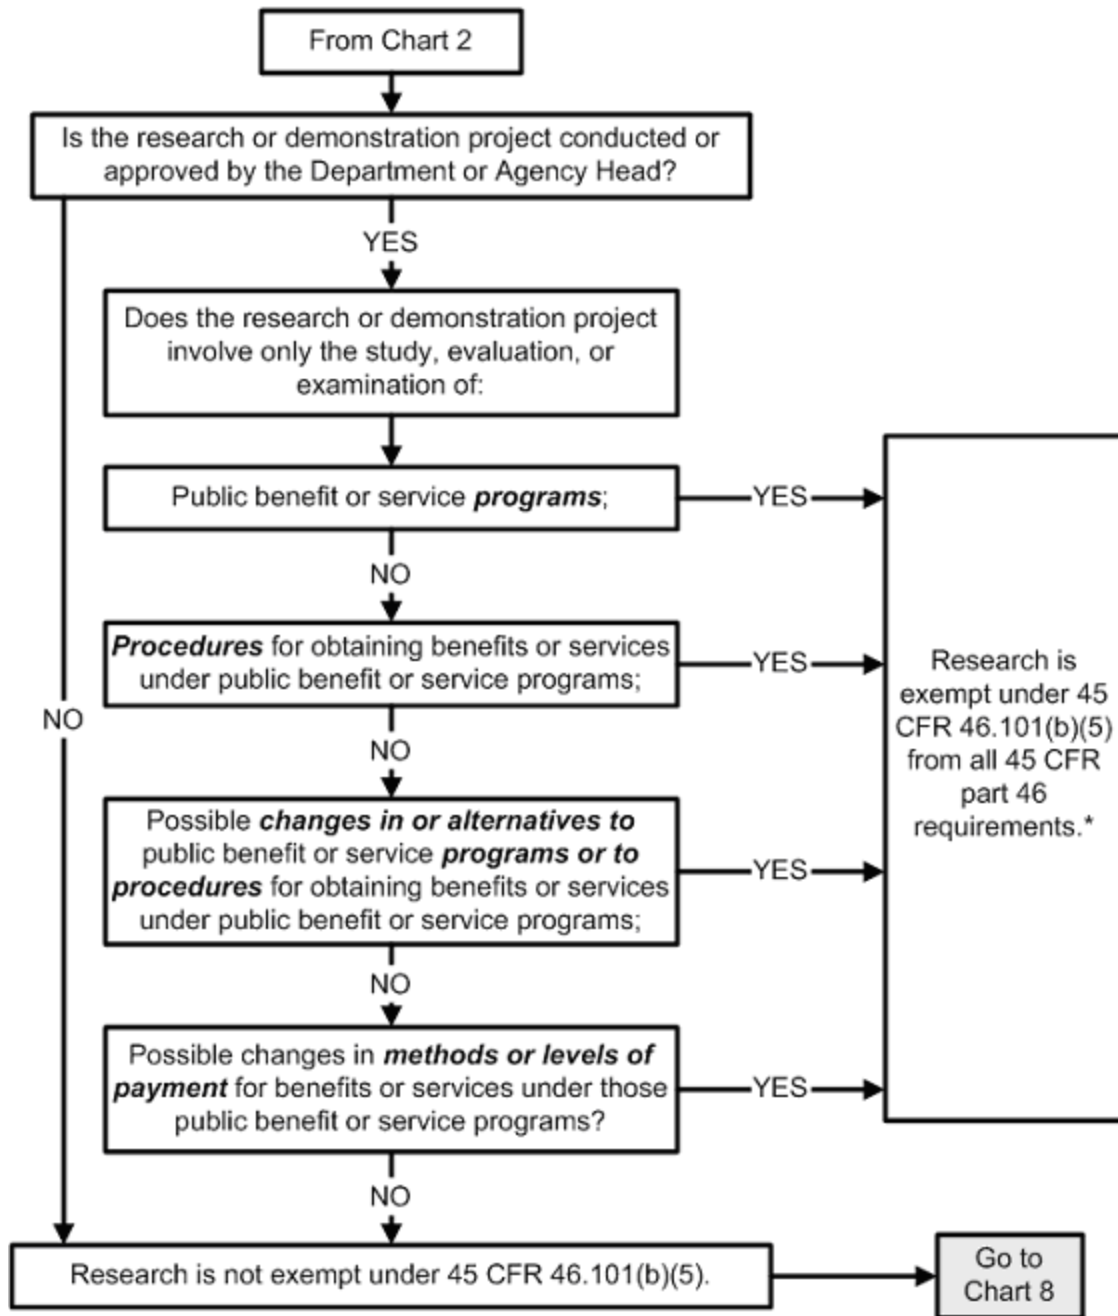 From Chart 2
Is the research or demonstration project conducted or
approved by the Department or Agency Head?
YES
Does the research or demonstration project
involve only the study, evaluation, or
examination of:
Public benefit or service programs;
YES
NO
Procedures for obtaining benefits or services
under public benefit or service programs;
YES
NO
NO
Possible changes in or alternatives to
public benefit or service programs or to
procedures for obtaining benefits or services
under public benefit or service programs;
YES
NO
Possible changes in methods or levels of
payment for benefits or services under those
public benefit or service programs?
YES
NO
Research is
exempt under 45
CFR 46.101(b)(5)
from all 45 CFR
part 46
requirements.*
Research is not exempt under 45 CFR 46.101(b)(5).
Go to
Chart 8